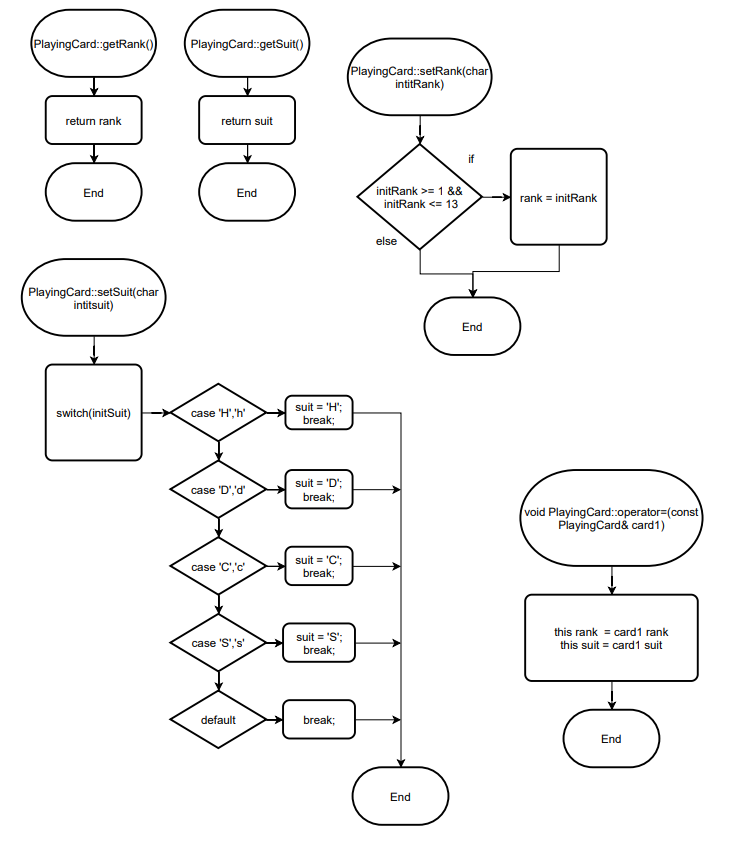 PlayingCard::getRank()
return rank
End
PlayingCard::getSuit()
return suit
End
PlayingCard::setRank(char
intitRank)
if
initRank >= 1 &&
initRank <= 13
rank = initRank
else
End
PlayingCard::setSuit(char
intitsuit)
switch(initSuit)
case 'H','h'
suit = 'H';
break;
case 'D','d'
suit = 'D';
break;
case 'C','c'
suit = 'C';
break;
case 'S','s'
suit = 'S';
break;
default
break;
End
void PlayingCard::operator=(const
PlayingCard& card1)
this rank = card1 rank
this suit = card1 suit
End